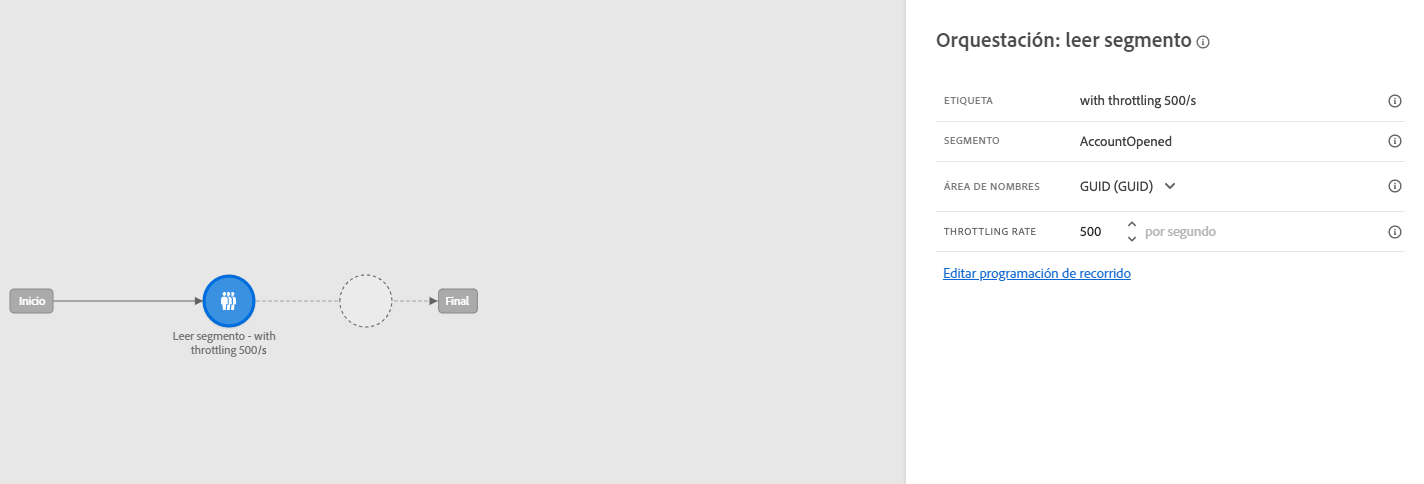 Inicio
Leer segmento - with
throttling 500/s
Final
Orquestación: leer segmento
ETIQUETA with throttling 500/s
SEGMENTO AccountOpened
ÁREA DE NOMBRES GUID (GUID)
THROTTLING RATE 500 por segundo
Editar programación de recorrido